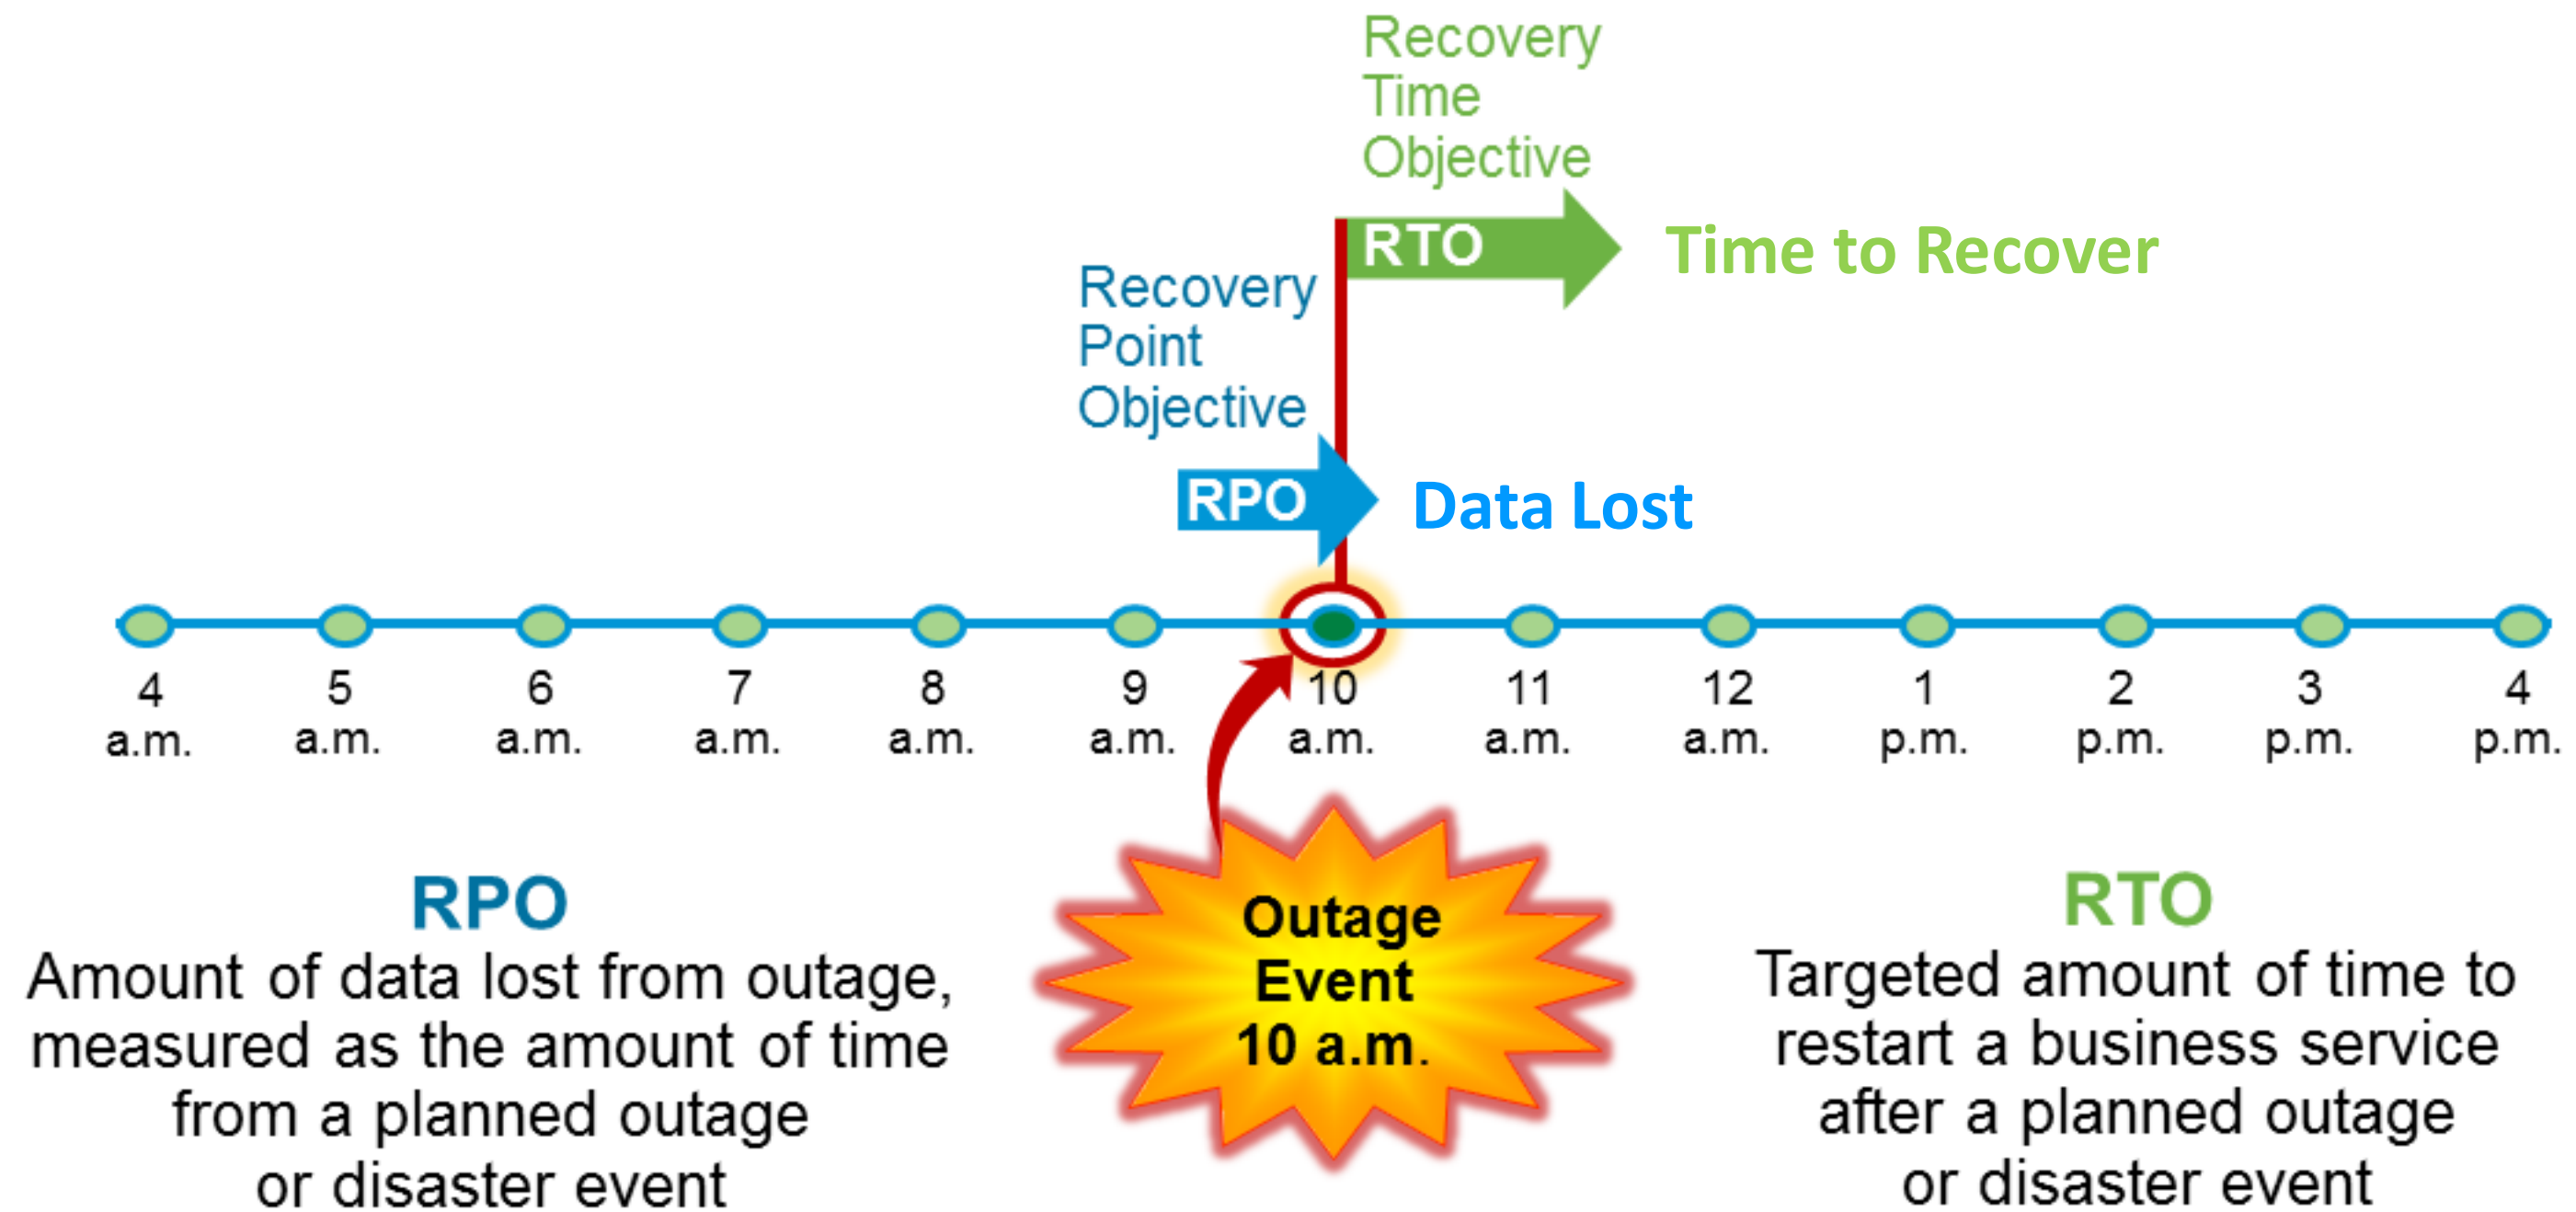 Recovery
Time
Objective
RTO
Time to Recover
Recovery
Point
Objective
RPO
Data Lost
4 5 6 7 8 9 10 11 12 1 2 3 4
a.m. a.m. a.m. a.m. a.m. a.m. a.m. a.m. a.m. p.m. p.m. p.m. p.m.
RPO
Amount of data lost from outage,
measured as the amount of time
from a planned outage
or disaster event
Outage
Event
10 a.m.
RTO
Targeted amount of time to
restart a business service
after a planned outage
or disaster event